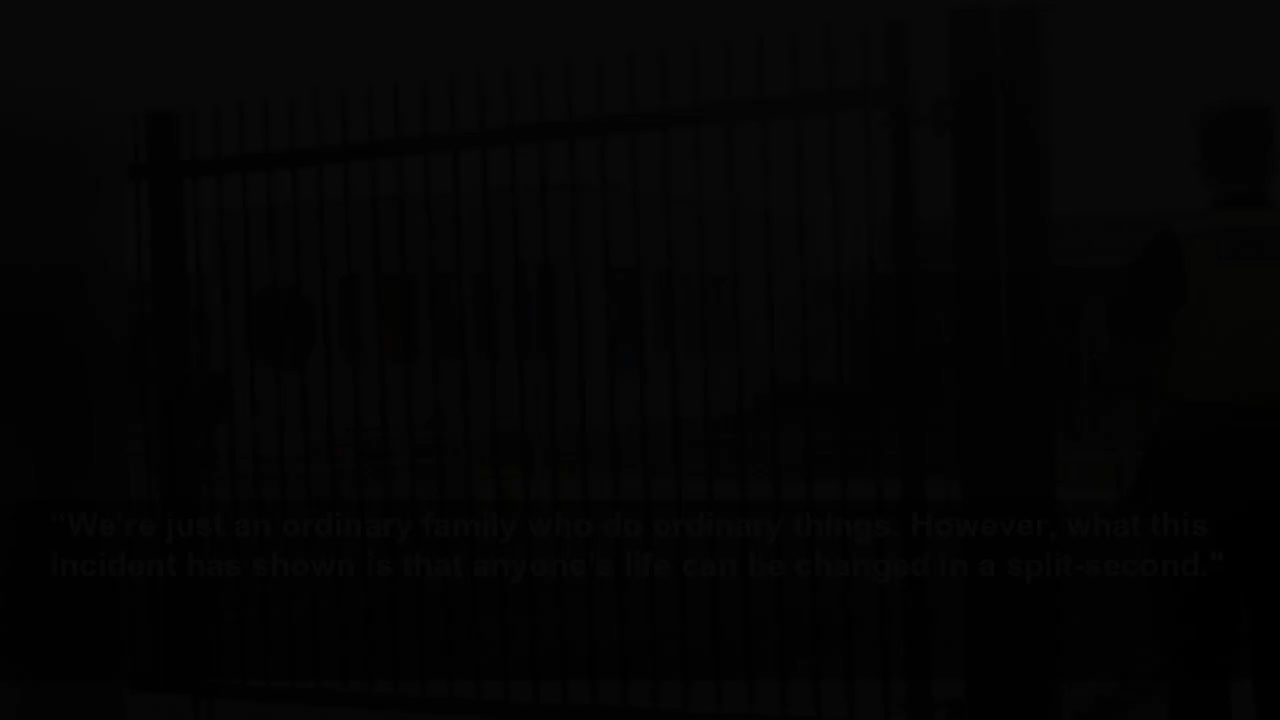 "We're just an ordinary family who do ordinary things. However, what this
incident has shown is that anyone's life can be changed in a split-second."